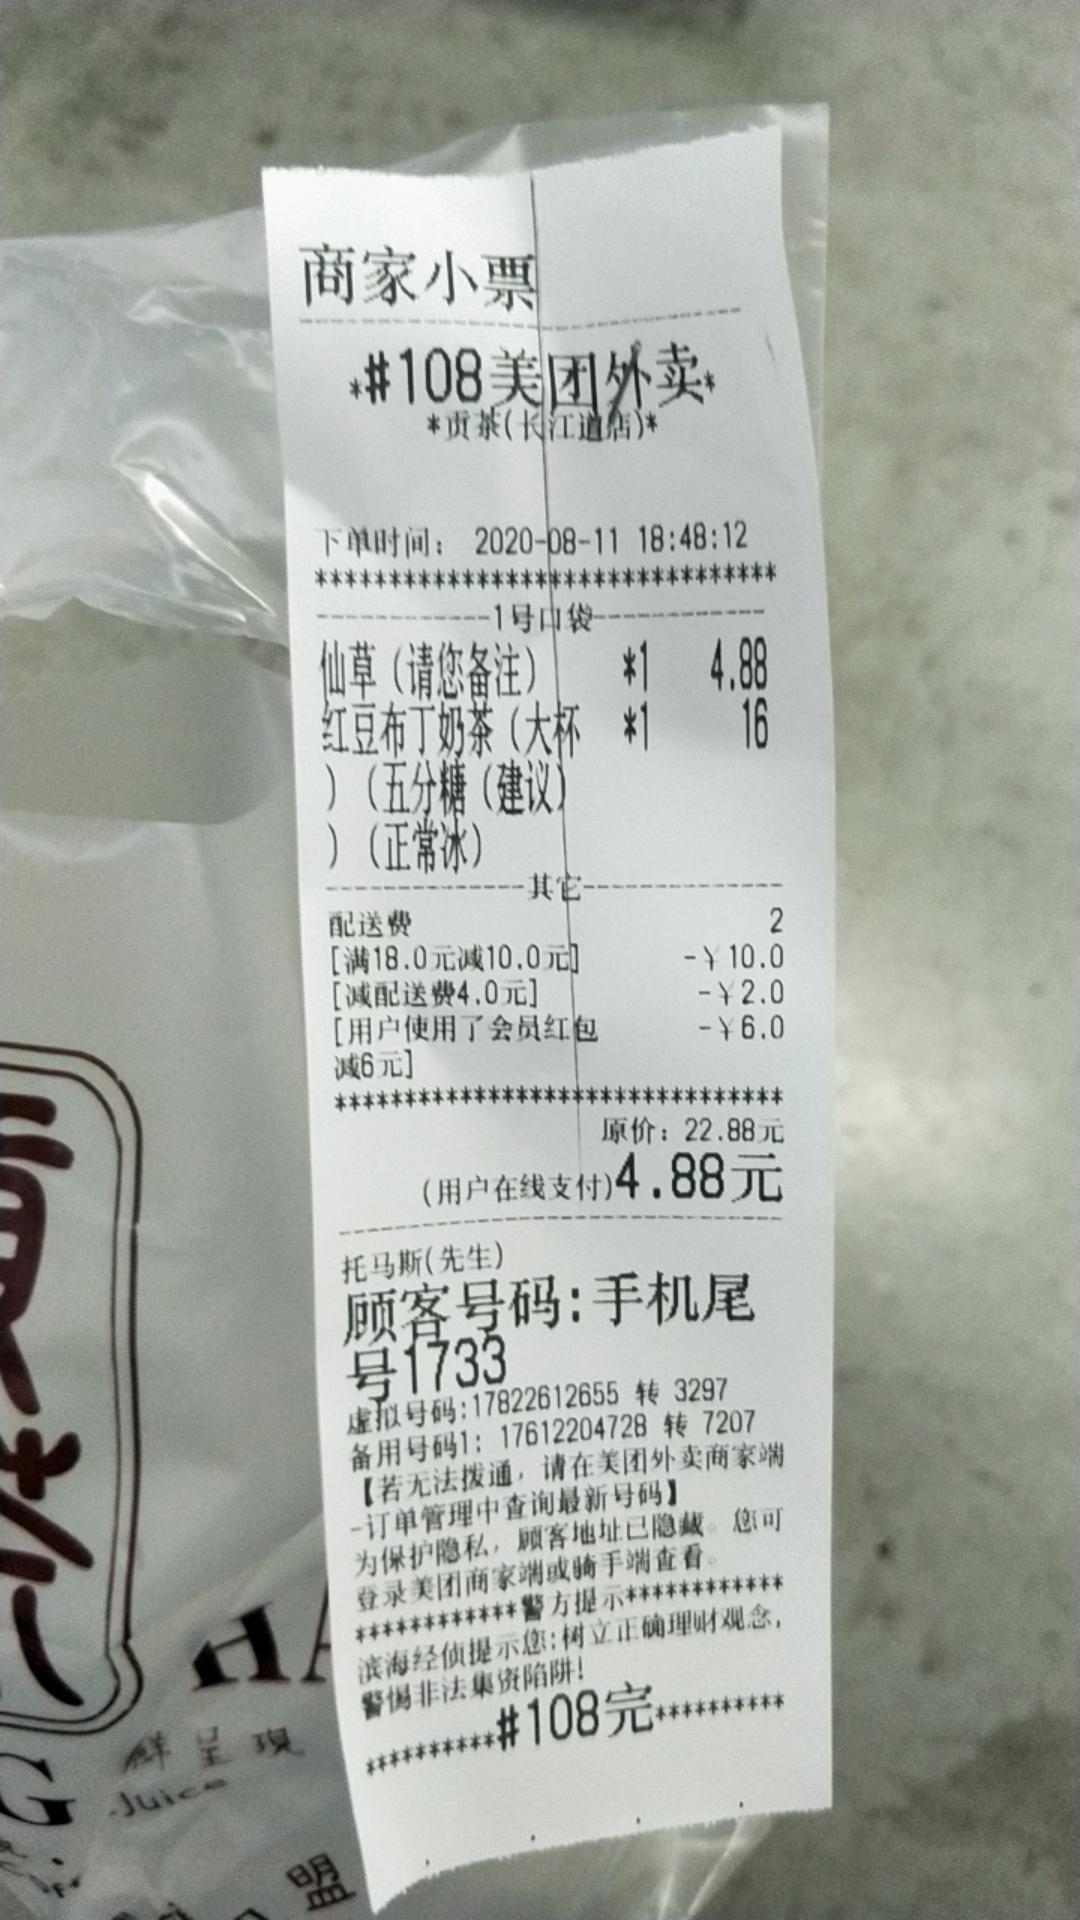 商家小票
*#108美团外卖*
*贡茶(长江道店)*
下单时间： 2020-08-11 18:48:12
********************************
------------1号口袋------------
仙草（请您备注） *1 4.88
红豆布丁奶茶（大杯 *1 16
）（五分糖（建议）
）（正常冰）
--------------其它--------------
配送费 2
[满18.0元减10.0元] -￥10.0
[减配送费4.0元] -￥2.0
[用户使用了会员红包 -￥6.0
减6元]
********************************
原价：22.88元
(用户在线支付)4.88元
托马斯(先生)
顾客号码:手机尾
号1733
虚拟号码:17822612655 转 3297
备用号码1: 17612204728 转 7207
【若无法拨通，请在美团外卖商家端
-订单管理中查询最新号码】
为保护隐私，顾客地址已隐藏。您可
登录美团商家端或骑手端查看。
***********警方提示***********
滨海经侦提示您:树立正确理财观念,
警惕非法集资陷阱!
*********#108完*********
HA
G
鲜呈现
Juice
盟